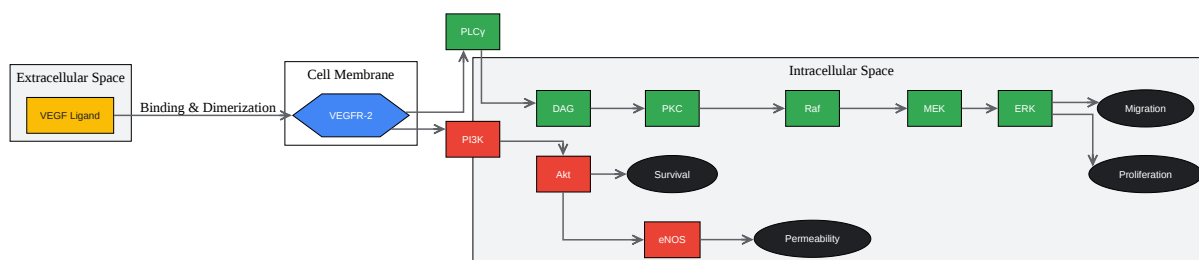 PLCγ
Extracellular Space
VEGF Ligand
Binding & Dimerization
Cell Membrane
VEGFR-2
Intracellular Space
DAG
PKC
Raf
MEK
ERK
Migration
PI3K
Akt
Survival
Proliferation
eNOS
Permeability